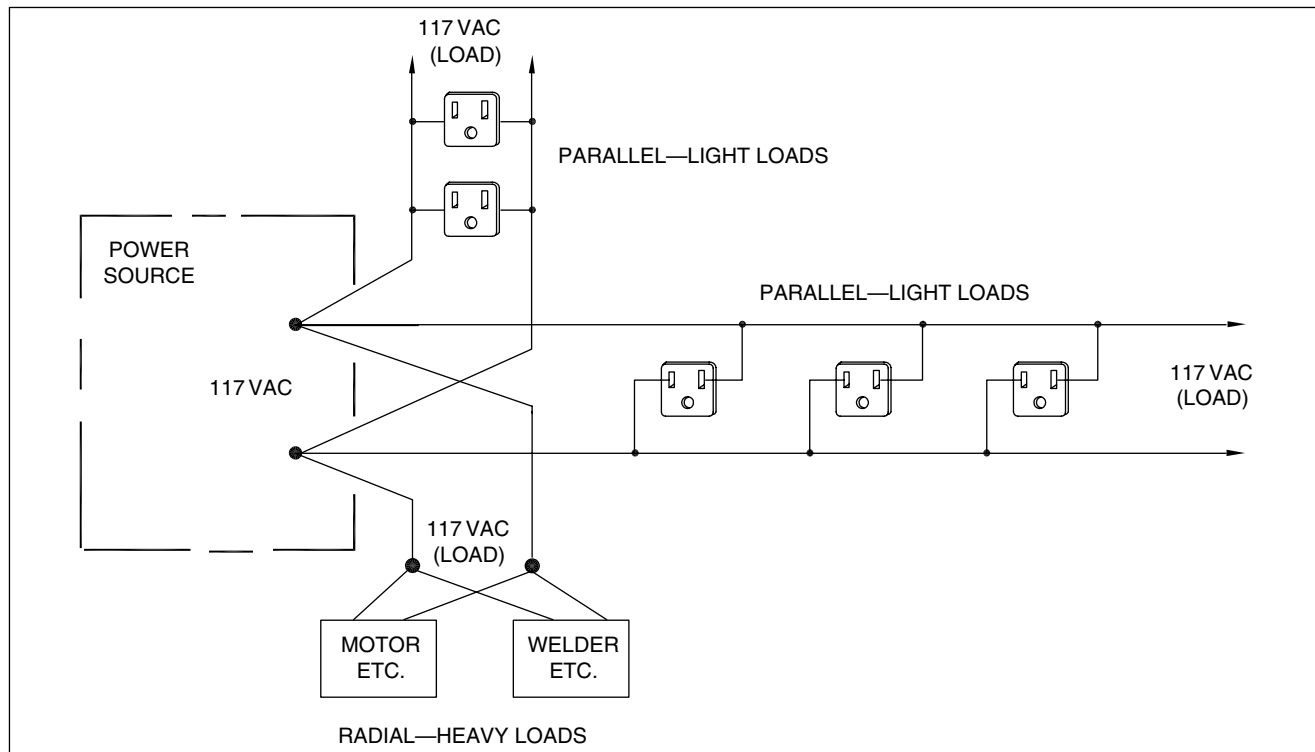 117 VAC
(LOAD)
PARALLEL—LIGHT LOADS
POWER
SOURCE
PARALLEL—LIGHT LOADS
117 VAC
117 VAC
(LOAD)
117 VAC
(LOAD)
MOTOR
ETC.
WELDER
ETC.
RADIAL—HEAVY LOADS